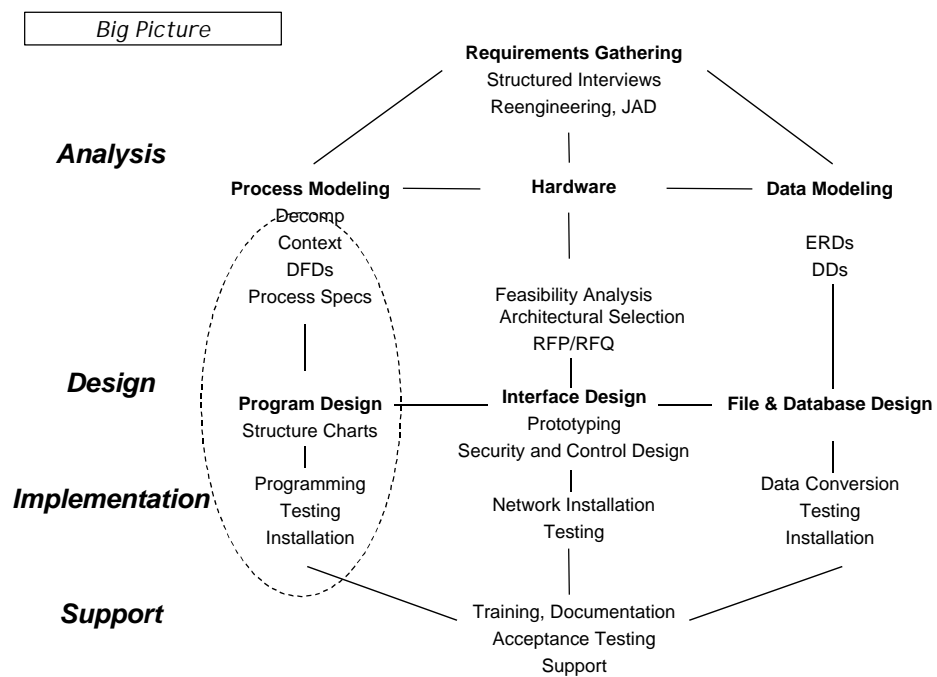 Big Picture
Requirements Gathering
Structured Interviews
Reengineering, JAD
Analysis
Process Modeling
Hardware
Data Modeling
Decomp
Context
DFDs
Process Specs
ERDs
DDs
Feasibility Analysis
Architectural Selection
RFP/RFQ
Design
Program Design
Structure Charts
Interface Design
Prototyping
Security and Control Design
File & Database Design
Implementation
Programming
Testing
Installation
Network Installation
Testing
Data Conversion
Testing
Installation
Support
Training, Documentation
Acceptance Testing
Support